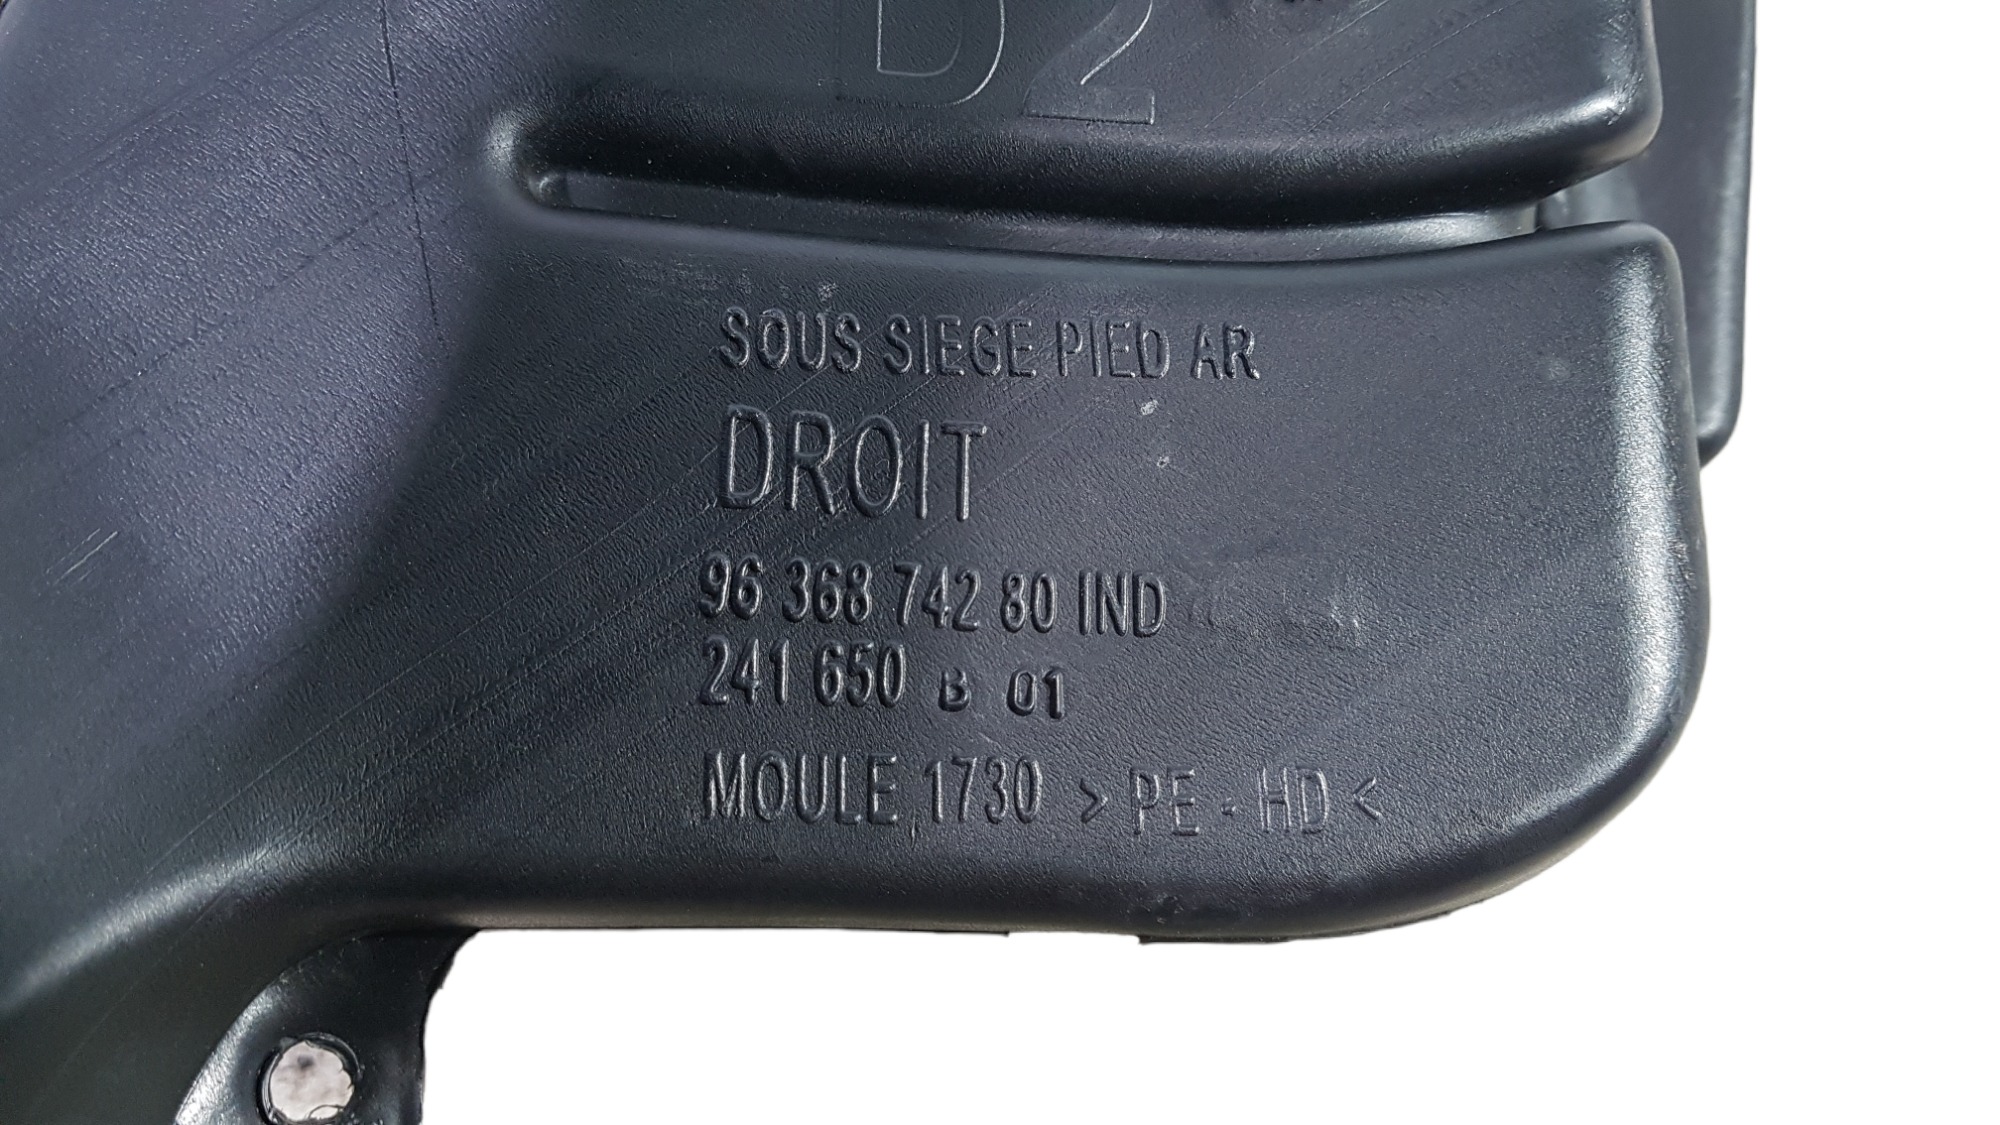 D2
SOUS SIEGE PIED AR
DROIT
96 368 742 80 IND
241 650 B 01
MOULE 1730 > PE - HD <